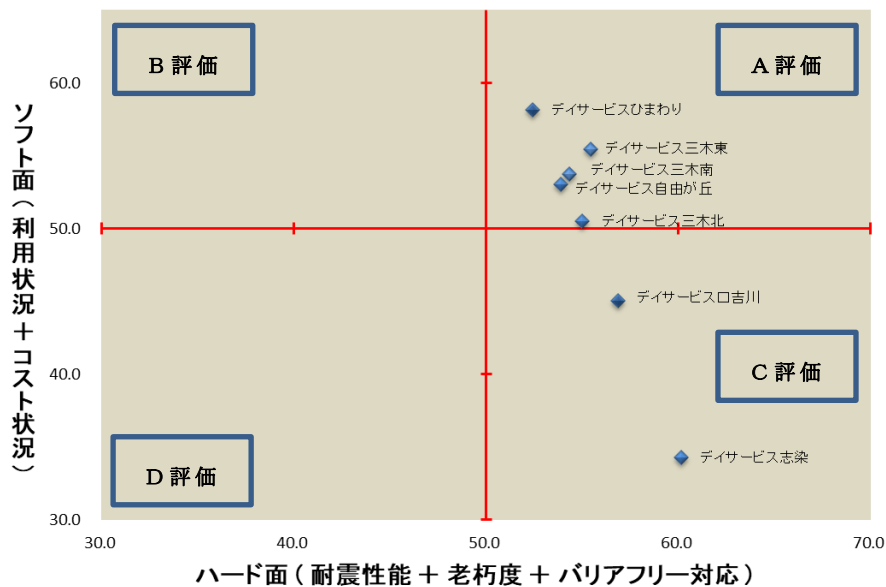 B 評価
A 評価
60.0
デイサービスひまわり
デイサービス三木東
デイサービス三木南
デイサービス自由が丘
デイサービス三木北
50.0
デイサービス口吉川
40.0
C 評価
デイサービス志染
D 評価
30.0
30.0 40.0 50.0 60.0 70.0
ソフト面(利用状況+コスト状況)
ハード面(耐震性能+老朽度+バリアフリー対応)